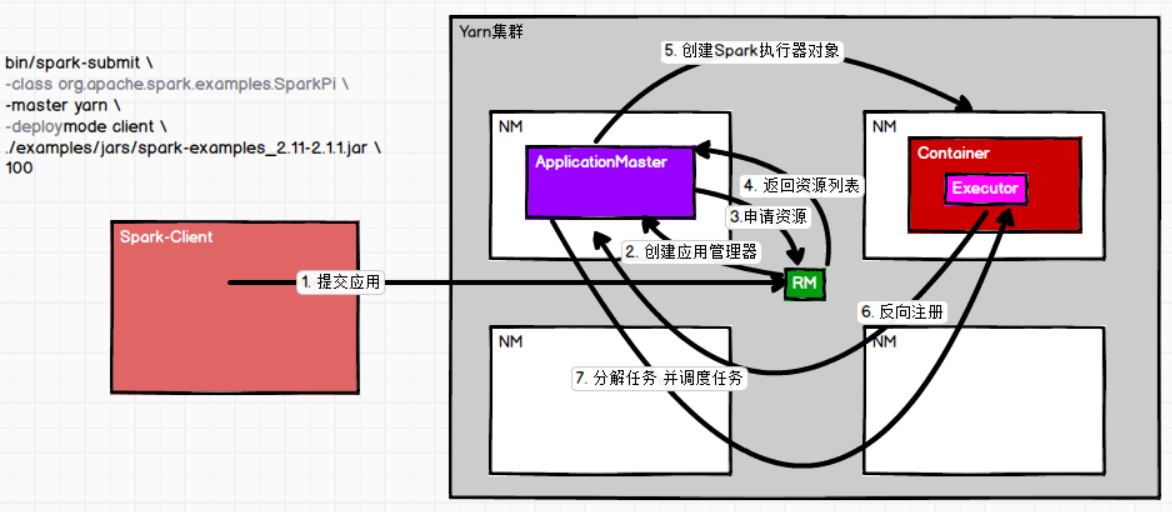 bin/spark-submit \
-class org.apache.spark.examples.SparkPi \
-master yarn \
-deploymode client \
./examples/jars/spark-examples_2.11-2.1.1.jar \
100
Spark-Client
1. 提交应用
Yarn集群
5. 创建Spark执行器对象
NM
ApplicationMaster
4. 返回资源列表
3.申请资源
2. 创建应用管理器
RM
NM
Container
Executor
6. 反向注册
NM
7. 分解任务 并调度任务
NM